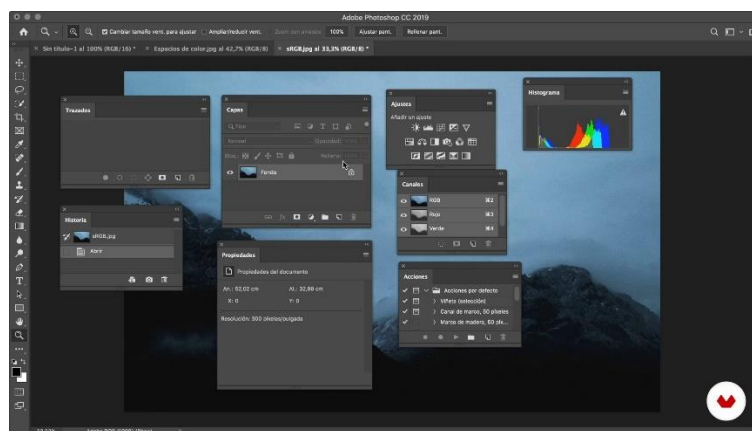 Adobe Photoshop CC 2019
Cambiar tamaño vent. para ajustar
Ampliar/reducir vent.
100%
Ajustar pant.
Rellenar pant.
Sin título-1 al 100% (RGB/16) *
Espacios de color.jpg al 42,7% (RGB/8)
sRGB.jpg al 33,3% (RGB/8) *
Trazados
Capas
Normal
Opacidad:
Bloq.:
Relleno:
Fondo
Ajustes
Añadir un ajuste
Histograma
Canales
RGB
⌘2
Rojo
⌘3
Verde
⌘4
Historia
sRGB.jpg
Abrir
Propiedades
Propiedades del documento
An.: 52,02 cm
Al.: 32,88 cm
X: 0
Y: 0
Resolución: 300 píxeles/pulgada
Acciones
Acciones por defecto
Viñeta (selección)
Canal de marco, 50 píxeles
Marco de madera, 50 píx...